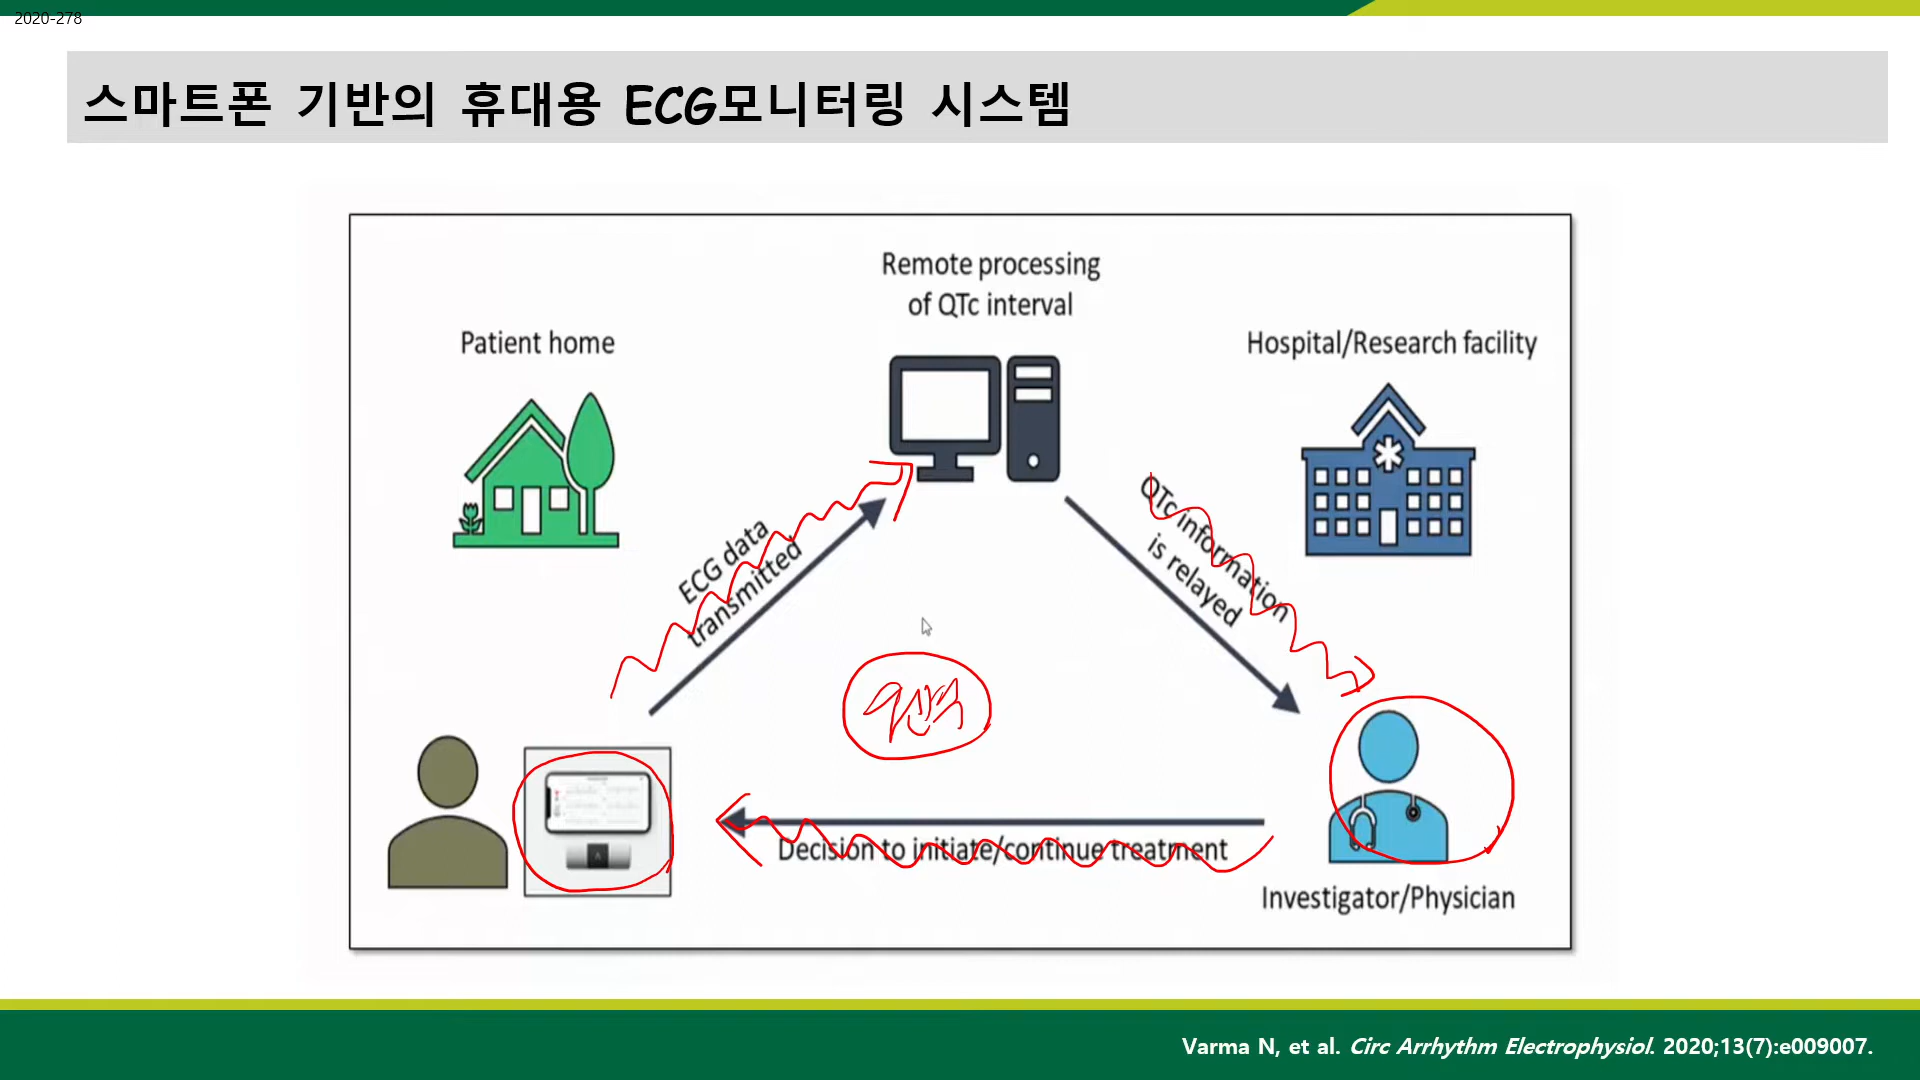 2020-278
스마트폰 기반의 휴대용 ECG모니터링 시스템
Remote processing
of QTc interval
Patient home
Hospital/Research facility
ECG data
transmitted
QTc information
is relayed
Decision to initiate/continue treatment
Investigator/Physician
Varma N, et al. Circ Arrhythm Electrophysiol. 2020;13(7):e009007.